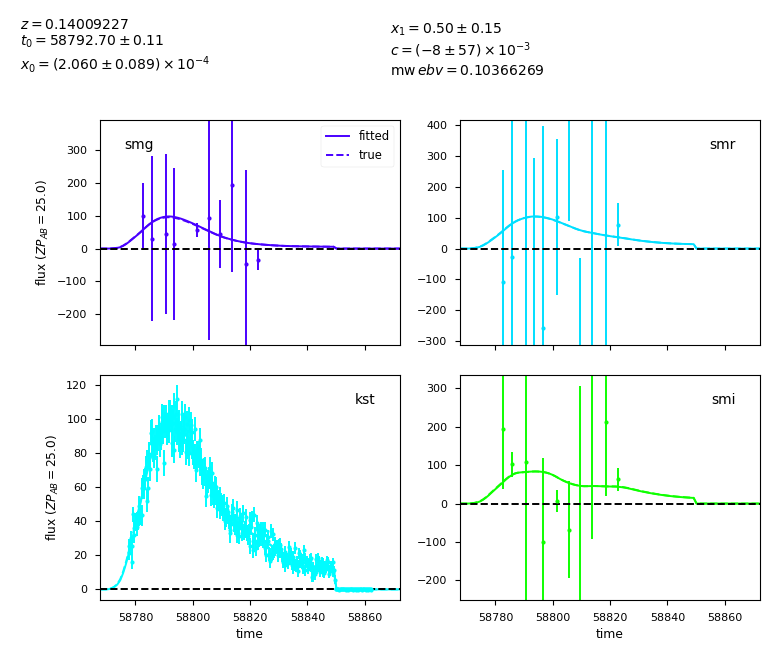 z = 0.14009227
t₀ = 58792.70 ± 0.11
x₀ = (2.060 ± 0.089) × 10⁻⁴
x₁ = 0.50 ± 0.15
c = (−8 ± 57) × 10⁻³
mw ebv = 0.10366269
smg
fitted
true
300
200
100
0
−100
−200
flux (ZP_AB = 25.0)
smr
400
300
200
100
0
−100
−200
−300
kst
120
100
80
60
40
20
0
flux (ZP_AB = 25.0)
58780 58800 58820 58840 58860
time
smi
300
200
100
0
−100
−200
58780 58800 58820 58840 58860
time